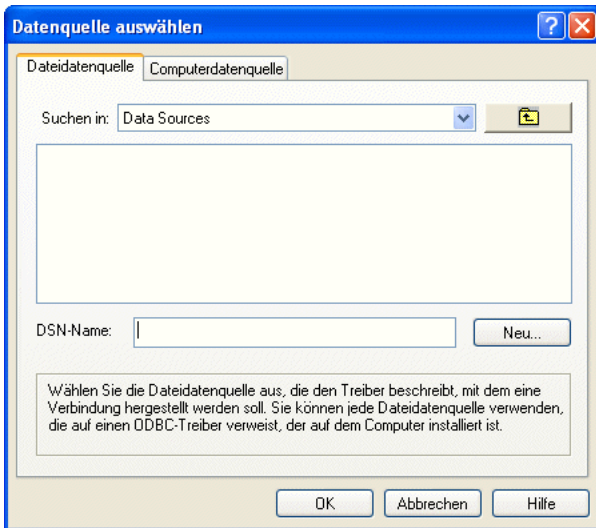 Datenquelle auswählen
Dateidatenquelle Computerdatenquelle
Suchen in: Data Sources
DSN-Name: Neu...
Wählen Sie die Dateidatenquelle aus, die den Treiber beschreibt, mit dem eine
Verbindung hergestellt werden soll. Sie können jede Dateidatenquelle verwenden,
die auf einen ODBC-Treiber verweist, der auf dem Computer installiert ist.
OK Abbrechen Hilfe